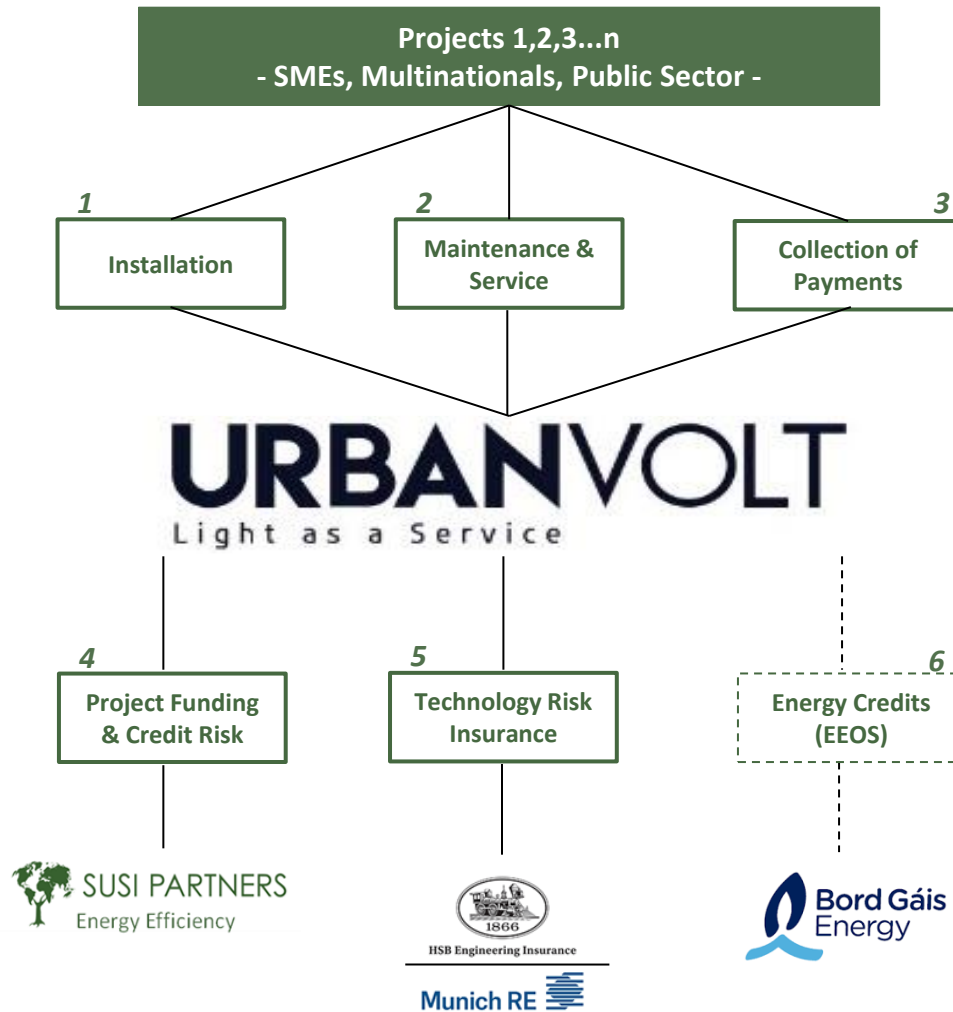 Projects 1,2,3...n
- SMEs, Multinationals, Public Sector -
1
Installation
2
Maintenance &
Service
3
Collection of
Payments
URBANVOLT
Light as a Service
4
Project Funding
& Credit Risk
5
Technology Risk
Insurance
6
Energy Credits
(EEOS)
SUSI PARTNERS
Energy Efficiency
1866
HSB Engineering Insurance
Munich RE
Bord Gáis
Energy